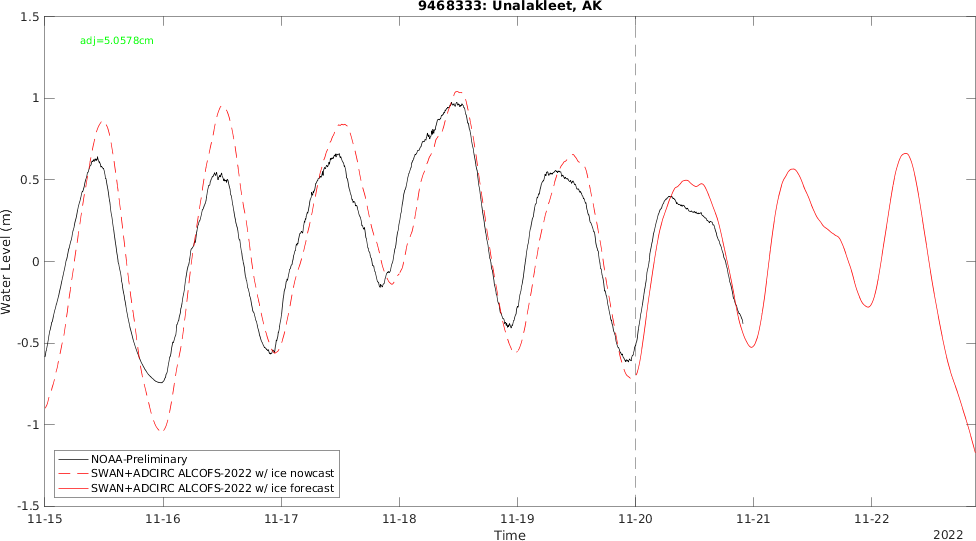 9468333: Unalakleet, AK
adj=5.0578cm
1.5
1
0.5
0
-0.5
-1
-1.5
Water Level (m)
NOAA-Preliminary
SWAN+ADCIRC ALCOFS-2022 w/ ice nowcast
SWAN+ADCIRC ALCOFS-2022 w/ ice forecast
11-15 11-16 11-17 11-18 11-19 11-20 11-21 11-22
Time
2022